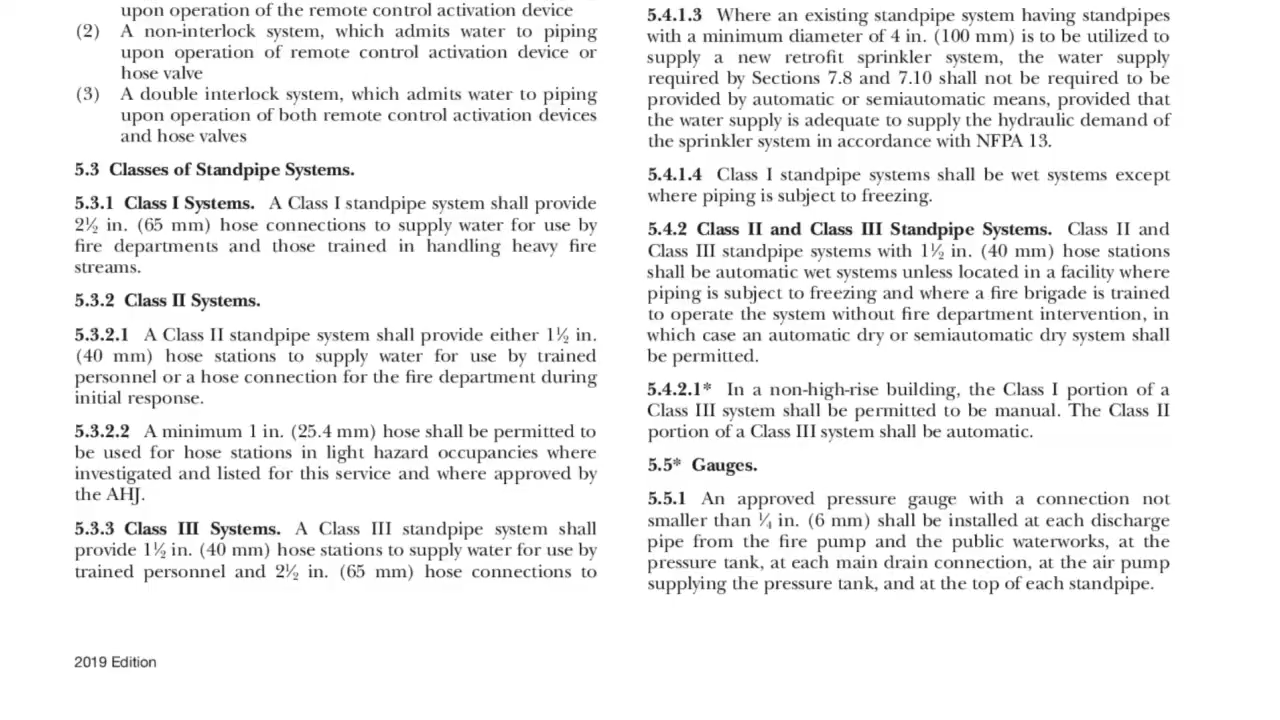 upon operation of the remote control activation device
(2) A non-interlock system, which admits water to piping
upon operation of remote control activation device or
hose valve
(3) A double interlock system, which admits water to piping
upon operation of both remote control activation devices
and hose valves
5.3 Classes of Standpipe Systems.
5.3.1 Class I Systems. A Class I standpipe system shall provide
2½ in. (65 mm) hose connections to supply water for use by
fire departments and those trained in handling heavy fire
streams.
5.3.2 Class II Systems.
5.3.2.1 A Class II standpipe system shall provide either 1½ in.
(40 mm) hose stations to supply water for use by trained
personnel or a hose connection for the fire department during
initial response.
5.3.2.2 A minimum 1 in. (25.4 mm) hose shall be permitted to
be used for hose stations in light hazard occupancies where
investigated and listed for this service and where approved by
the AHJ.
5.3.3 Class III Systems. A Class III standpipe system shall
provide 1½ in. (40 mm) hose stations to supply water for use by
trained personnel and 2½ in. (65 mm) hose connections to
5.4.1.3 Where an existing standpipe system having standpipes
with a minimum diameter of 4 in. (100 mm) is to be utilized to
supply a new retrofit sprinkler system, the water supply
required by Sections 7.8 and 7.10 shall not be required to be
provided by automatic or semiautomatic means, provided that
the water supply is adequate to supply the hydraulic demand of
the sprinkler system in accordance with NFPA 13.
5.4.1.4 Class I standpipe systems shall be wet systems except
where piping is subject to freezing.
5.4.2 Class II and Class III Standpipe Systems. Class II and
Class III standpipe systems with 1½ in. (40 mm) hose stations
shall be automatic wet systems unless located in a facility where
piping is subject to freezing and where a fire brigade is trained
to operate the system without fire department intervention, in
which case an automatic dry or semiautomatic dry system shall
be permitted.
5.4.2.1* In a non-high-rise building, the Class I portion of a
Class III system shall be permitted to be manual. The Class II
portion of a Class III system shall be automatic.
5.5* Gauges.
5.5.1 An approved pressure gauge with a connection not
smaller than ¼ in. (6 mm) shall be installed at each discharge
pipe from the fire pump and the public waterworks, at the
pressure tank, at each main drain connection, at the air pump
supplying the pressure tank, and at the top of each standpipe.
2019 Edition